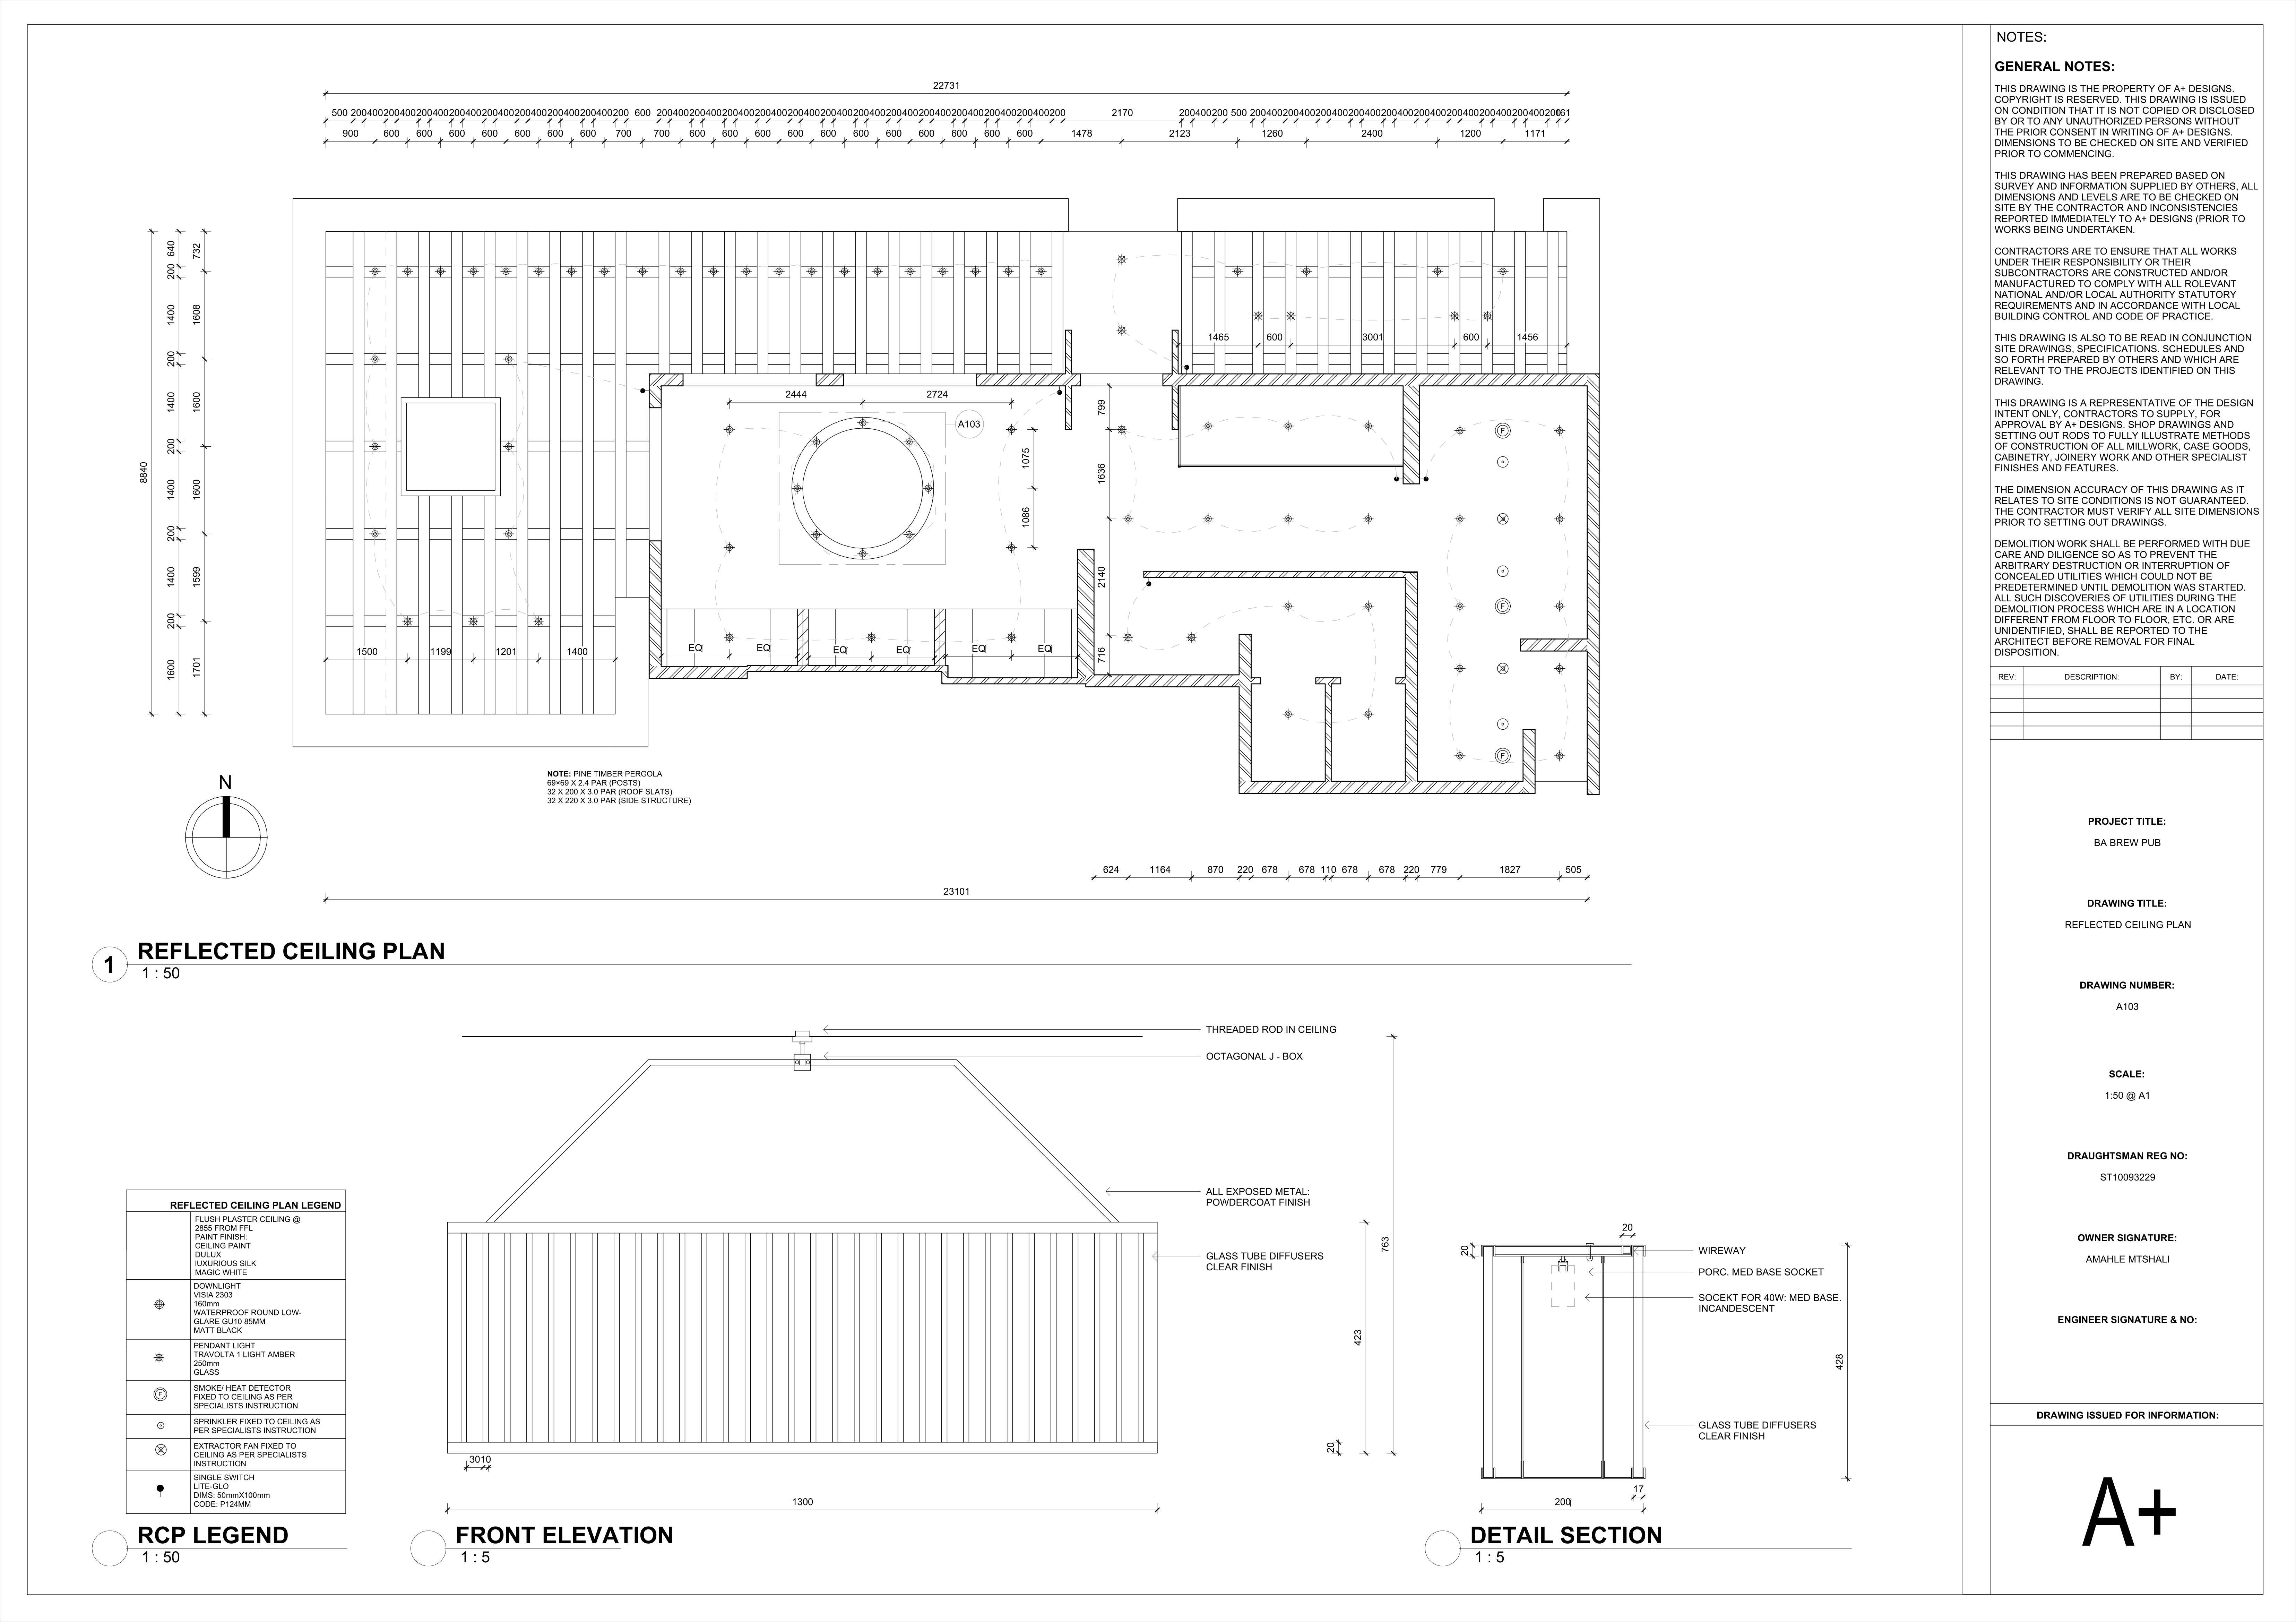 22731
500 200400200400200400200400200400200400200400200400200 600 200400200400200400200400200400200400200400200400200400200400200400200400200 2170 200400200 500 200400200400200400200400200400200400200400200400200400200161
900 600 600 600 600 600 600 600 700 700 600 600 600 600 600 600 600 600 600 600 600 1478 2123 1260 2400 1200 1171
8840
640 200 1400 200 1400 200 1400 200 1400 200 1600
732 1608 1600 1600 1599 1701
1465 600 3001 600 1456
2444 2724
A103
1075
1086
799
1636
2140
716
F
F
F
EQ EQ EQ EQ EQ EQ
1500 1199 1201 1400
N
NOTE: PINE TIMBER PERGOLA
69×69 X 2.4 PAR (POSTS)
32 X 200 X 3.0 PAR (ROOF SLATS)
32 X 220 X 3.0 PAR (SIDE STRUCTURE)
624 1164 870 220 678 678 110 678 678 220 779 1827 505
23101
1 REFLECTED CEILING PLAN
1 : 50
REFLECTED CEILING PLAN LEGEND
FLUSH PLASTER CEILING @
2855 FROM FFL
PAINT FINISH:
CEILING PAINT
DULUX
lUXURIOUS SILK
MAGIC WHITE
DOWNLIGHT
VISIA 2303
160mm
WATERPROOF ROUND LOW-
GLARE GU10 85MM
MATT BLACK
PENDANT LIGHT
TRAVOLTA 1 LIGHT AMBER
250mm
GLASS
F
SMOKE/ HEAT DETECTOR
FIXED TO CEILING AS PER
SPECIALISTS INSTRUCTION
SPRINKLER FIXED TO CEILING AS
PER SPECIALISTS INSTRUCTION
EXTRACTOR FAN FIXED TO
CEILING AS PER SPECIALISTS
INSTRUCTION
SINGLE SWITCH
LITE-GLO
DIMS: 50mmX100mm
CODE: P124MM
RCP LEGEND
1 : 50
THREADED ROD IN CEILING
OCTAGONAL J - BOX
ALL EXPOSED METAL:
POWDERCOAT FINISH
GLASS TUBE DIFFUSERS
CLEAR FINISH
763
423
20
3010
1300
FRONT ELEVATION
1 : 5
20
20
WIREWAY
PORC. MED BASE SOCKET
SOCEKT FOR 40W: MED BASE.
INCANDESCENT
428
GLASS TUBE DIFFUSERS
CLEAR FINISH
17
200
DETAIL SECTION
1 : 5
NOTES:
GENERAL NOTES:
THIS DRAWING IS THE PROPERTY OF A+ DESIGNS.
COPYRIGHT IS RESERVED. THIS DRAWING IS ISSUED
ON CONDITION THAT IT IS NOT COPIED OR DISCLOSED
BY OR TO ANY UNAUTHORIZED PERSONS WITHOUT
THE PRIOR CONSENT IN WRITING OF A+ DESIGNS.
DIMENSIONS TO BE CHECKED ON SITE AND VERIFIED
PRIOR TO COMMENCING.
THIS DRAWING HAS BEEN PREPARED BASED ON
SURVEY AND INFORMATION SUPPLIED BY OTHERS, ALL
DIMENSIONS AND LEVELS ARE TO BE CHECKED ON
SITE BY THE CONTRACTOR AND INCONSISTENCIES
REPORTED IMMEDIATELY TO A+ DESIGNS (PRIOR TO
WORKS BEING UNDERTAKEN.
CONTRACTORS ARE TO ENSURE THAT ALL WORKS
UNDER THEIR RESPONSIBILITY OR THEIR
SUBCONTRACTORS ARE CONSTRUCTED AND/OR
MANUFACTURED TO COMPLY WITH ALL ROLEVANT
NATIONAL AND/OR LOCAL AUTHORITY STATUTORY
REQUIREMENTS AND IN ACCORDANCE WITH LOCAL
BUILDING CONTROL AND CODE OF PRACTICE.
THIS DRAWING IS ALSO TO BE READ IN CONJUNCTION
SITE DRAWINGS, SPECIFICATIONS. SCHEDULES AND
SO FORTH PREPARED BY OTHERS AND WHICH ARE
RELEVANT TO THE PROJECTS IDENTIFIED ON THIS
DRAWING.
THIS DRAWING IS A REPRESENTATIVE OF THE DESIGN
INTENT ONLY, CONTRACTORS TO SUPPLY, FOR
APPROVAL BY A+ DESIGNS. SHOP DRAWINGS AND
SETTING OUT RODS TO FULLY ILLUSTRATE METHODS
OF CONSTRUCTION OF ALL MILLWORK, CASE GOODS,
CABINETRY, JOINERY WORK AND OTHER SPECIALIST
FINISHES AND FEATURES.
THE DIMENSION ACCURACY OF THIS DRAWING AS IT
RELATES TO SITE CONDITIONS IS NOT GUARANTEED.
THE CONTRACTOR MUST VERIFY ALL SITE DIMENSIONS
PRIOR TO SETTING OUT DRAWINGS.
DEMOLITION WORK SHALL BE PERFORMED WITH DUE
CARE AND DILIGENCE SO AS TO PREVENT THE
ARBITRARY DESTRUCTION OR INTERRUPTION OF
CONCEALED UTILITIES WHICH COULD NOT BE
PREDETERMINED UNTIL DEMOLITION WAS STARTED.
ALL SUCH DISCOVERIES OF UTILITIES DURING THE
DEMOLITION PROCESS WHICH ARE IN A LOCATION
DIFFERENT FROM FLOOR TO FLOOR, ETC. OR ARE
UNIDENTIFIED, SHALL BE REPORTED TO THE
ARCHITECT BEFORE REMOVAL FOR FINAL
DISPOSITION.
REV: DESCRIPTION: BY: DATE:
PROJECT TITLE:
BA BREW PUB
DRAWING TITLE:
REFLECTED CEILING PLAN
DRAWING NUMBER:
A103
SCALE:
1:50 @ A1
DRAUGHTSMAN REG NO:
ST10093229
OWNER SIGNATURE:
AMAHLE MTSHALI
ENGINEER SIGNATURE & NO:
DRAWING ISSUED FOR INFORMATION:
A+